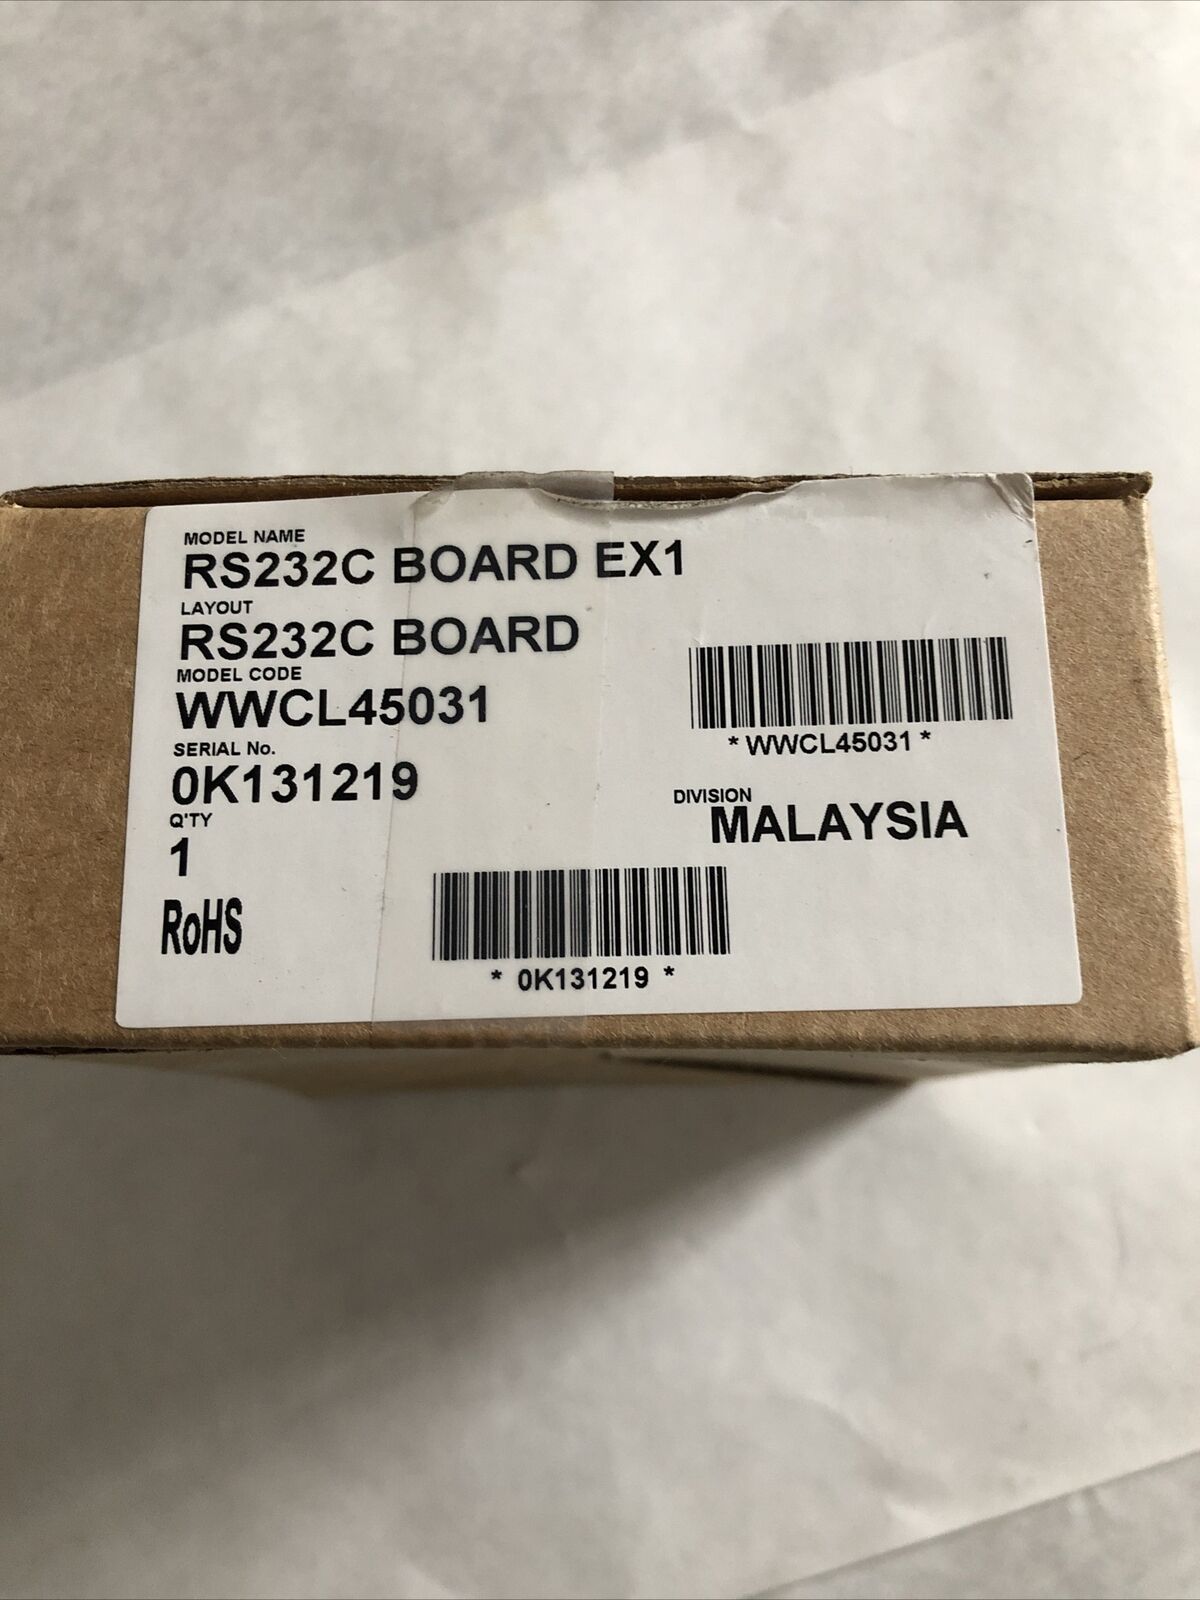 MODEL NAME
RS232C BOARD EX1
LAYOUT
RS232C BOARD
MODEL CODE
WWCL45031
* WWCL45031 *
SERIAL No.
0K131219
DIVISION
MALAYSIA
Q'TY
1
RoHS
* 0K131219 *